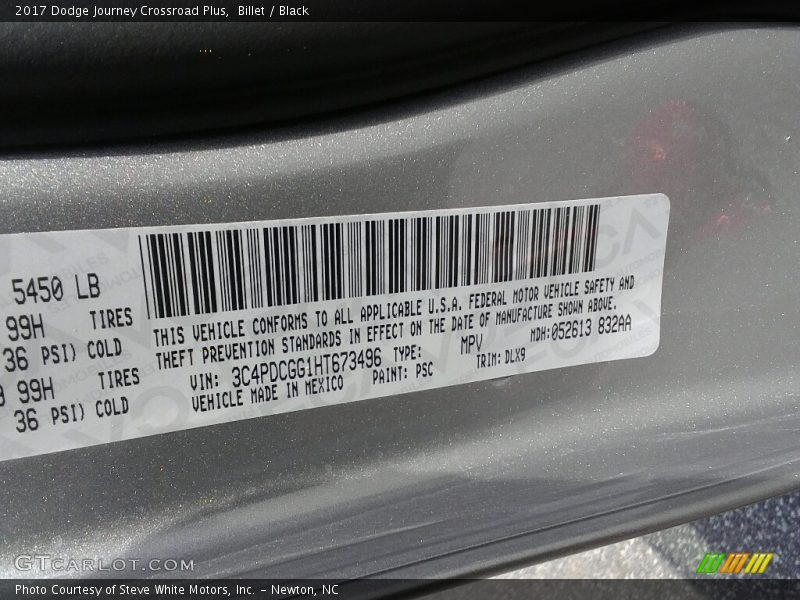 2017 Dodge Journey Crossroad Plus,  Billet / Black
5450 LB
99H TIRES
36 PSI) COLD
99H TIRES
36 PSI) COLD
THIS VEHICLE CONFORMS TO ALL APPLICABLE U.S.A. FEDERAL MOTOR VEHICLE SAFETY AND
THEFT PREVENTION STANDARDS IN EFFECT ON THE DATE OF MANUFACTURE SHOWN ABOVE.
VIN: 3C4PDCGG1HT673496 TYPE: MPV MDH:052613 832AA
VEHICLE MADE IN MEXICO PAINT: PSC TRIM: DLX9
GTCARLOT.COM
Photo Courtesy of Steve White Motors, Inc. – Newton, NC